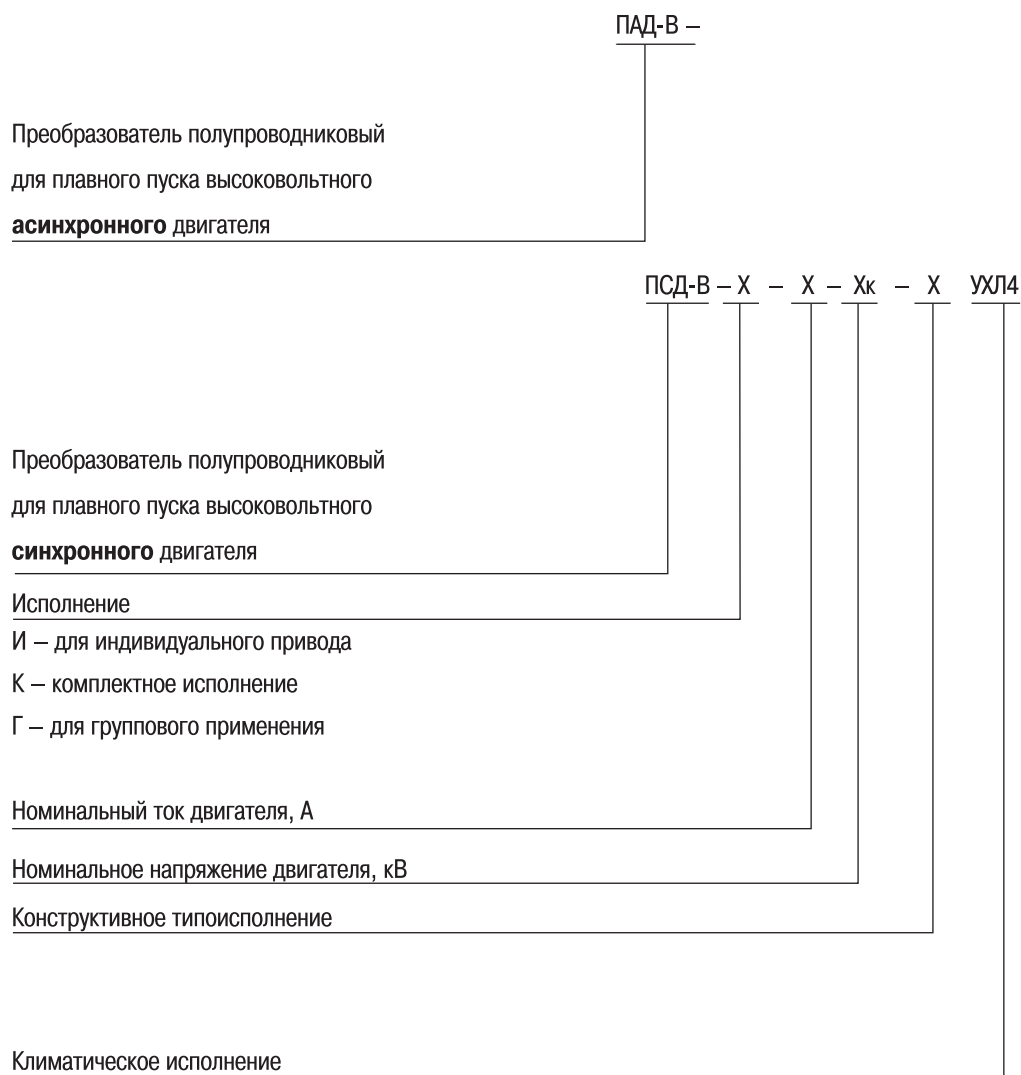 ПАД-В –
Преобразователь полупроводниковый
для плавного пуска высоковольтного
асинхронного двигателя
ПСД-В – Х – Х – Хк – Х УХЛ4
Преобразователь полупроводниковый
для плавного пуска высоковольтного
синхронного двигателя
Исполнение
И – для индивидуального привода
К – комплектное исполнение
Г – для группового применения
Номинальный ток двигателя, А
Номинальное напряжение двигателя, кВ
Конструктивное типоисполнение
Климатическое исполнение